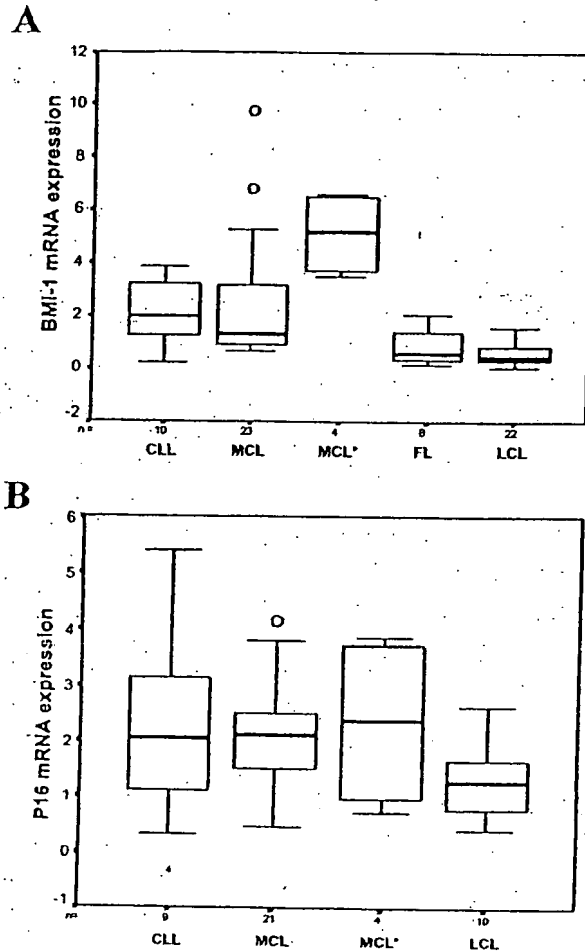 A
12
10
8
6
4
2
0
-2
BMI-1 mRNA expression
n= 10 23 4 8 22
CLL MCL MCL* FL LCL
B
6
5
4
3
2
1
0
-1
P16 mRNA expression
n= 9 21 4 10
CLL MCL MCL* LCL